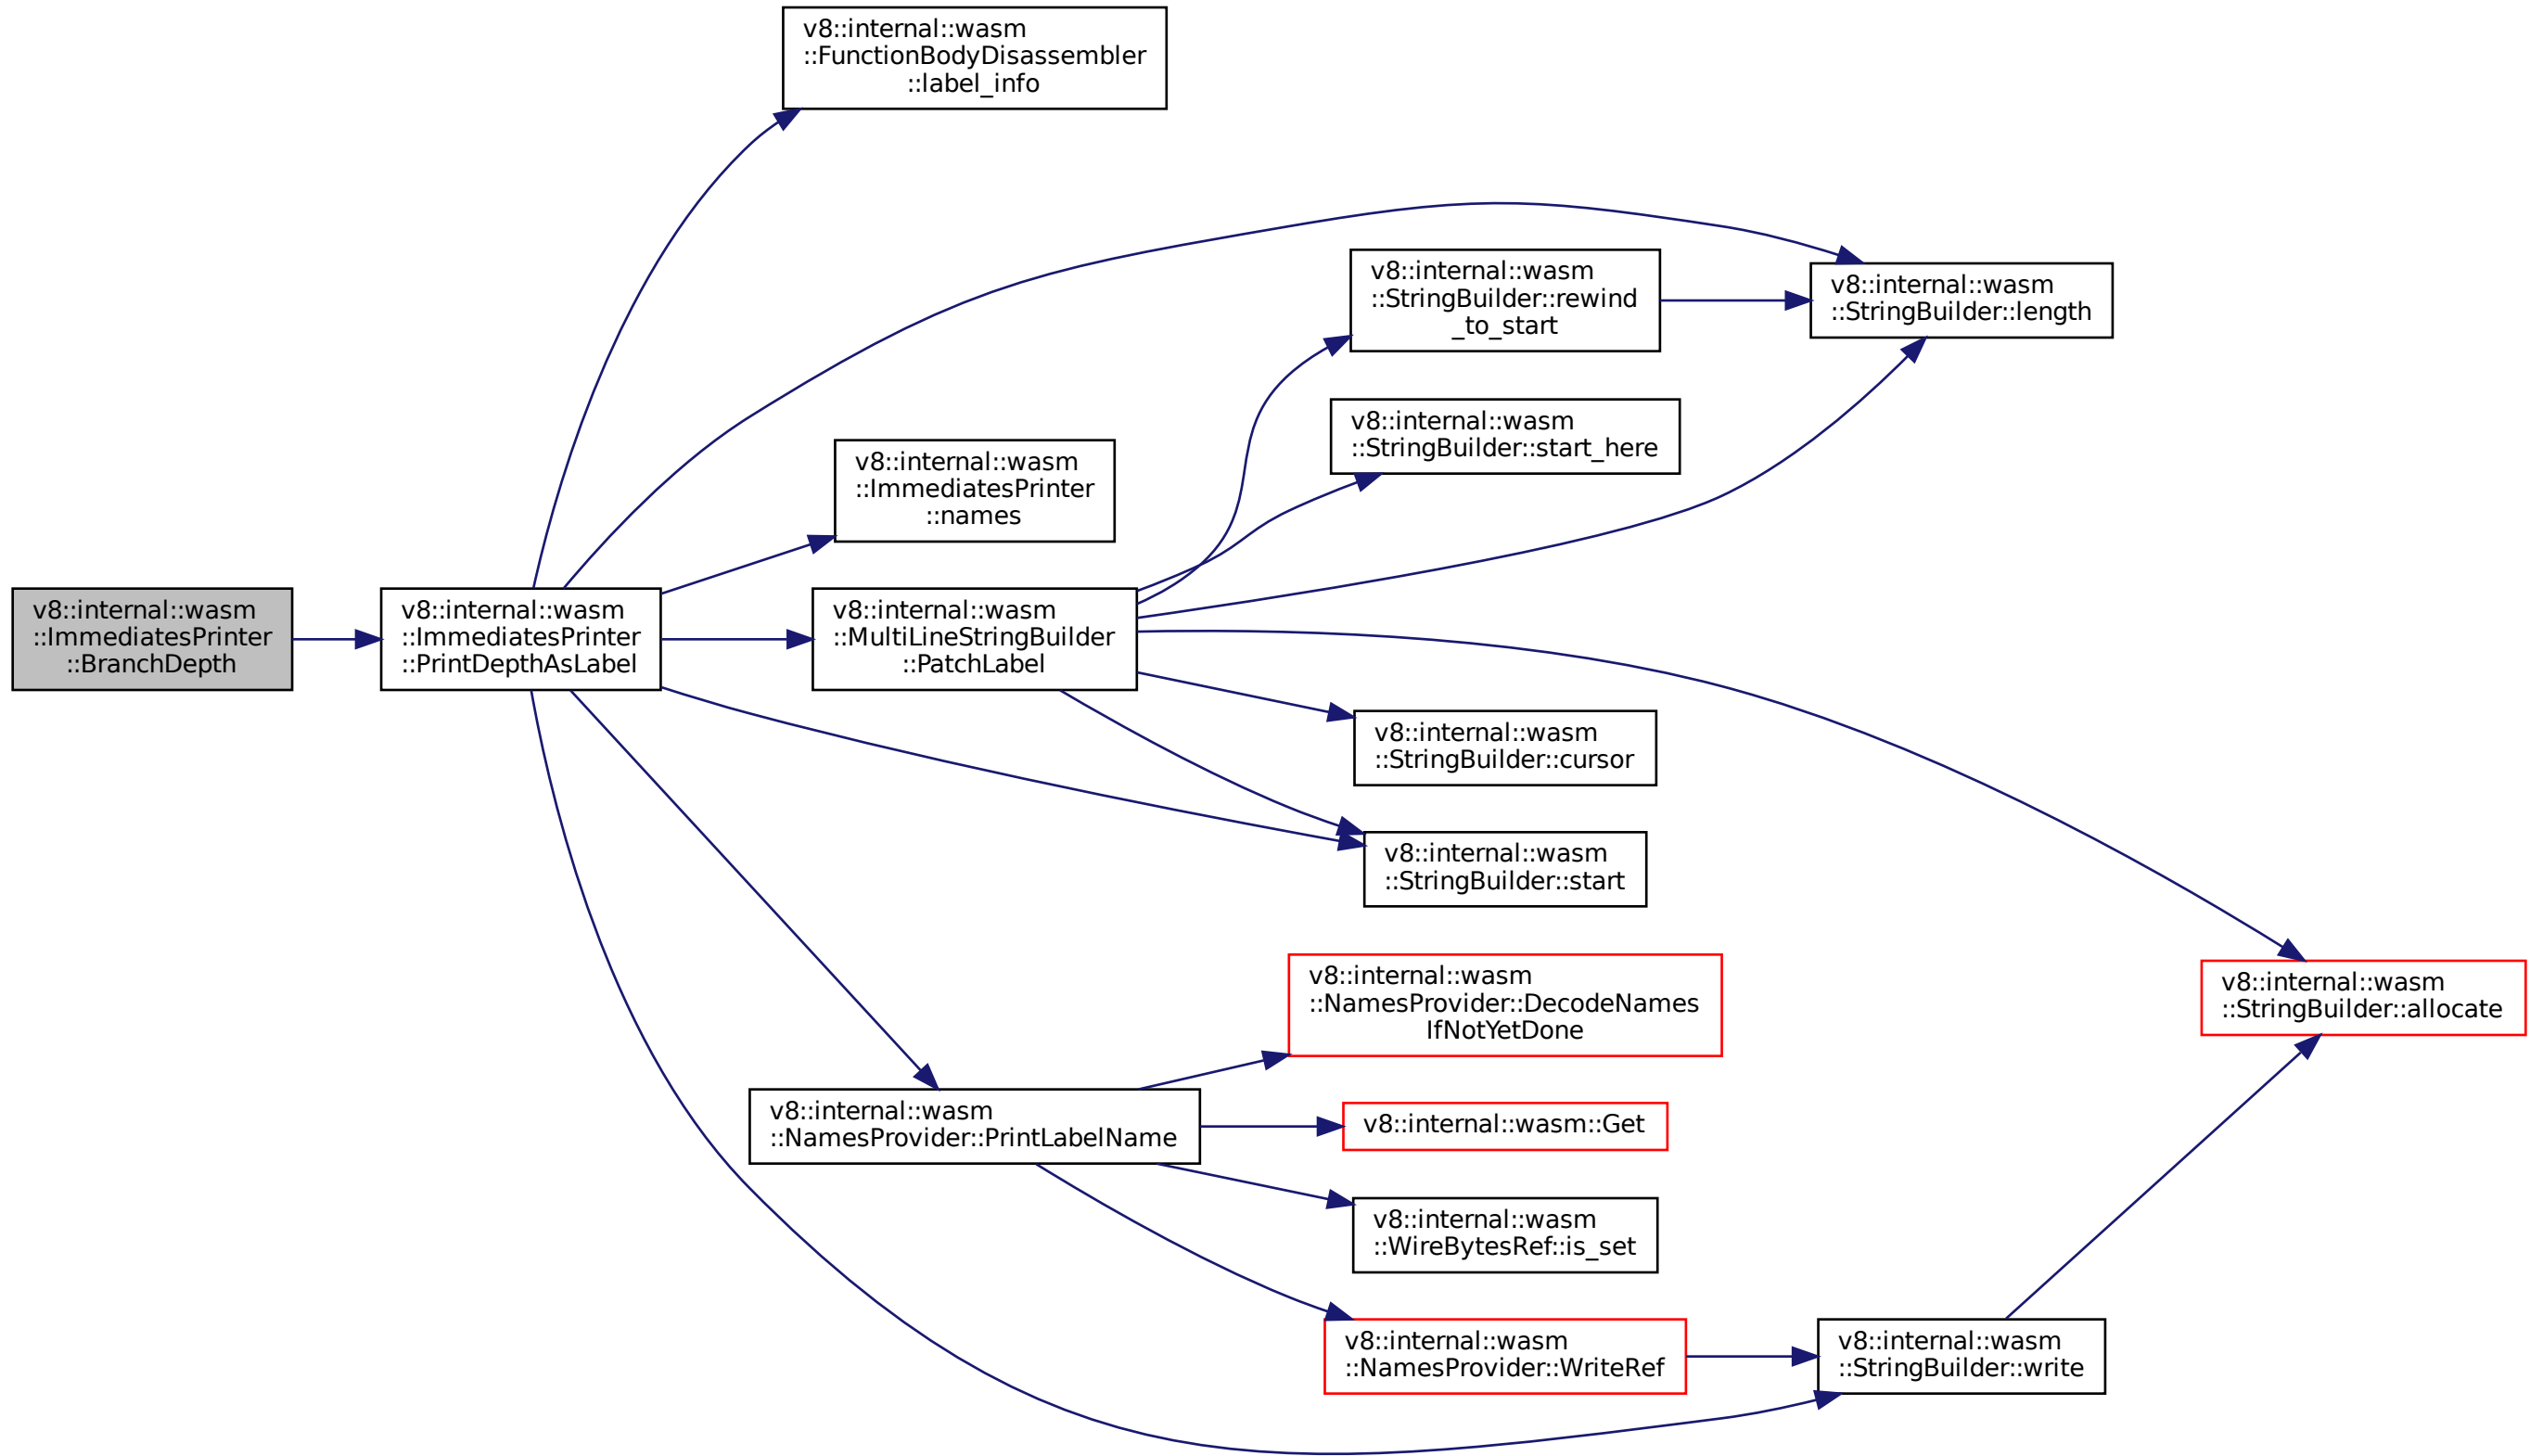 v8::internal::wasm
::FunctionBodyDisassembler
::label_info
v8::internal::wasm
::StringBuilder::rewind
_to_start
v8::internal::wasm
::StringBuilder::length
v8::internal::wasm
::StringBuilder::start_here
v8::internal::wasm
::ImmediatesPrinter
::names
v8::internal::wasm
::ImmediatesPrinter
::BranchDepth
v8::internal::wasm
::ImmediatesPrinter
::PrintDepthAsLabel
v8::internal::wasm
::MultiLineStringBuilder
::PatchLabel
v8::internal::wasm
::StringBuilder::cursor
v8::internal::wasm
::StringBuilder::start
v8::internal::wasm
::NamesProvider::DecodeNames
IfNotYetDone
v8::internal::wasm
::StringBuilder::allocate
v8::internal::wasm
::NamesProvider::PrintLabelName
v8::internal::wasm::Get
v8::internal::wasm
::WireBytesRef::is_set
v8::internal::wasm
::NamesProvider::WriteRef
v8::internal::wasm
::StringBuilder::write